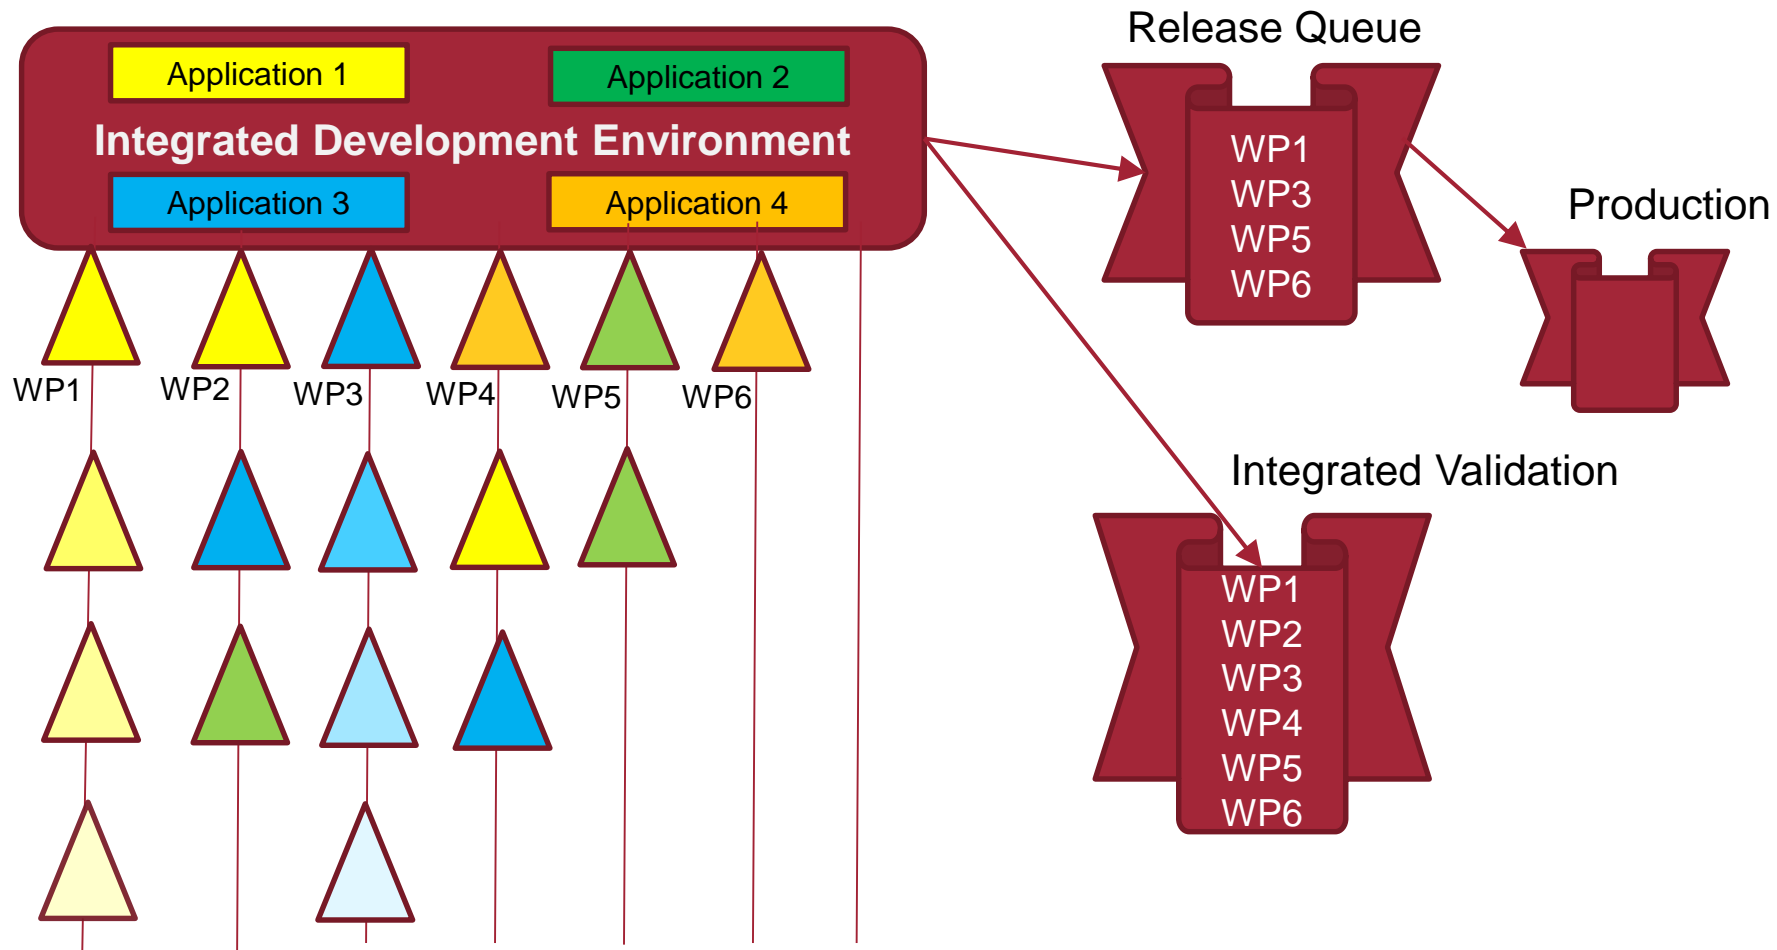 Release Queue
Application 1
Application 2
Integrated Development Environment
Application 3
Application 4
WP1
WP3
WP5
WP6
Production
WP1
WP2
WP3
WP4
WP5
WP6
Integrated Validation
WP1
WP2
WP3
WP4
WP5
WP6